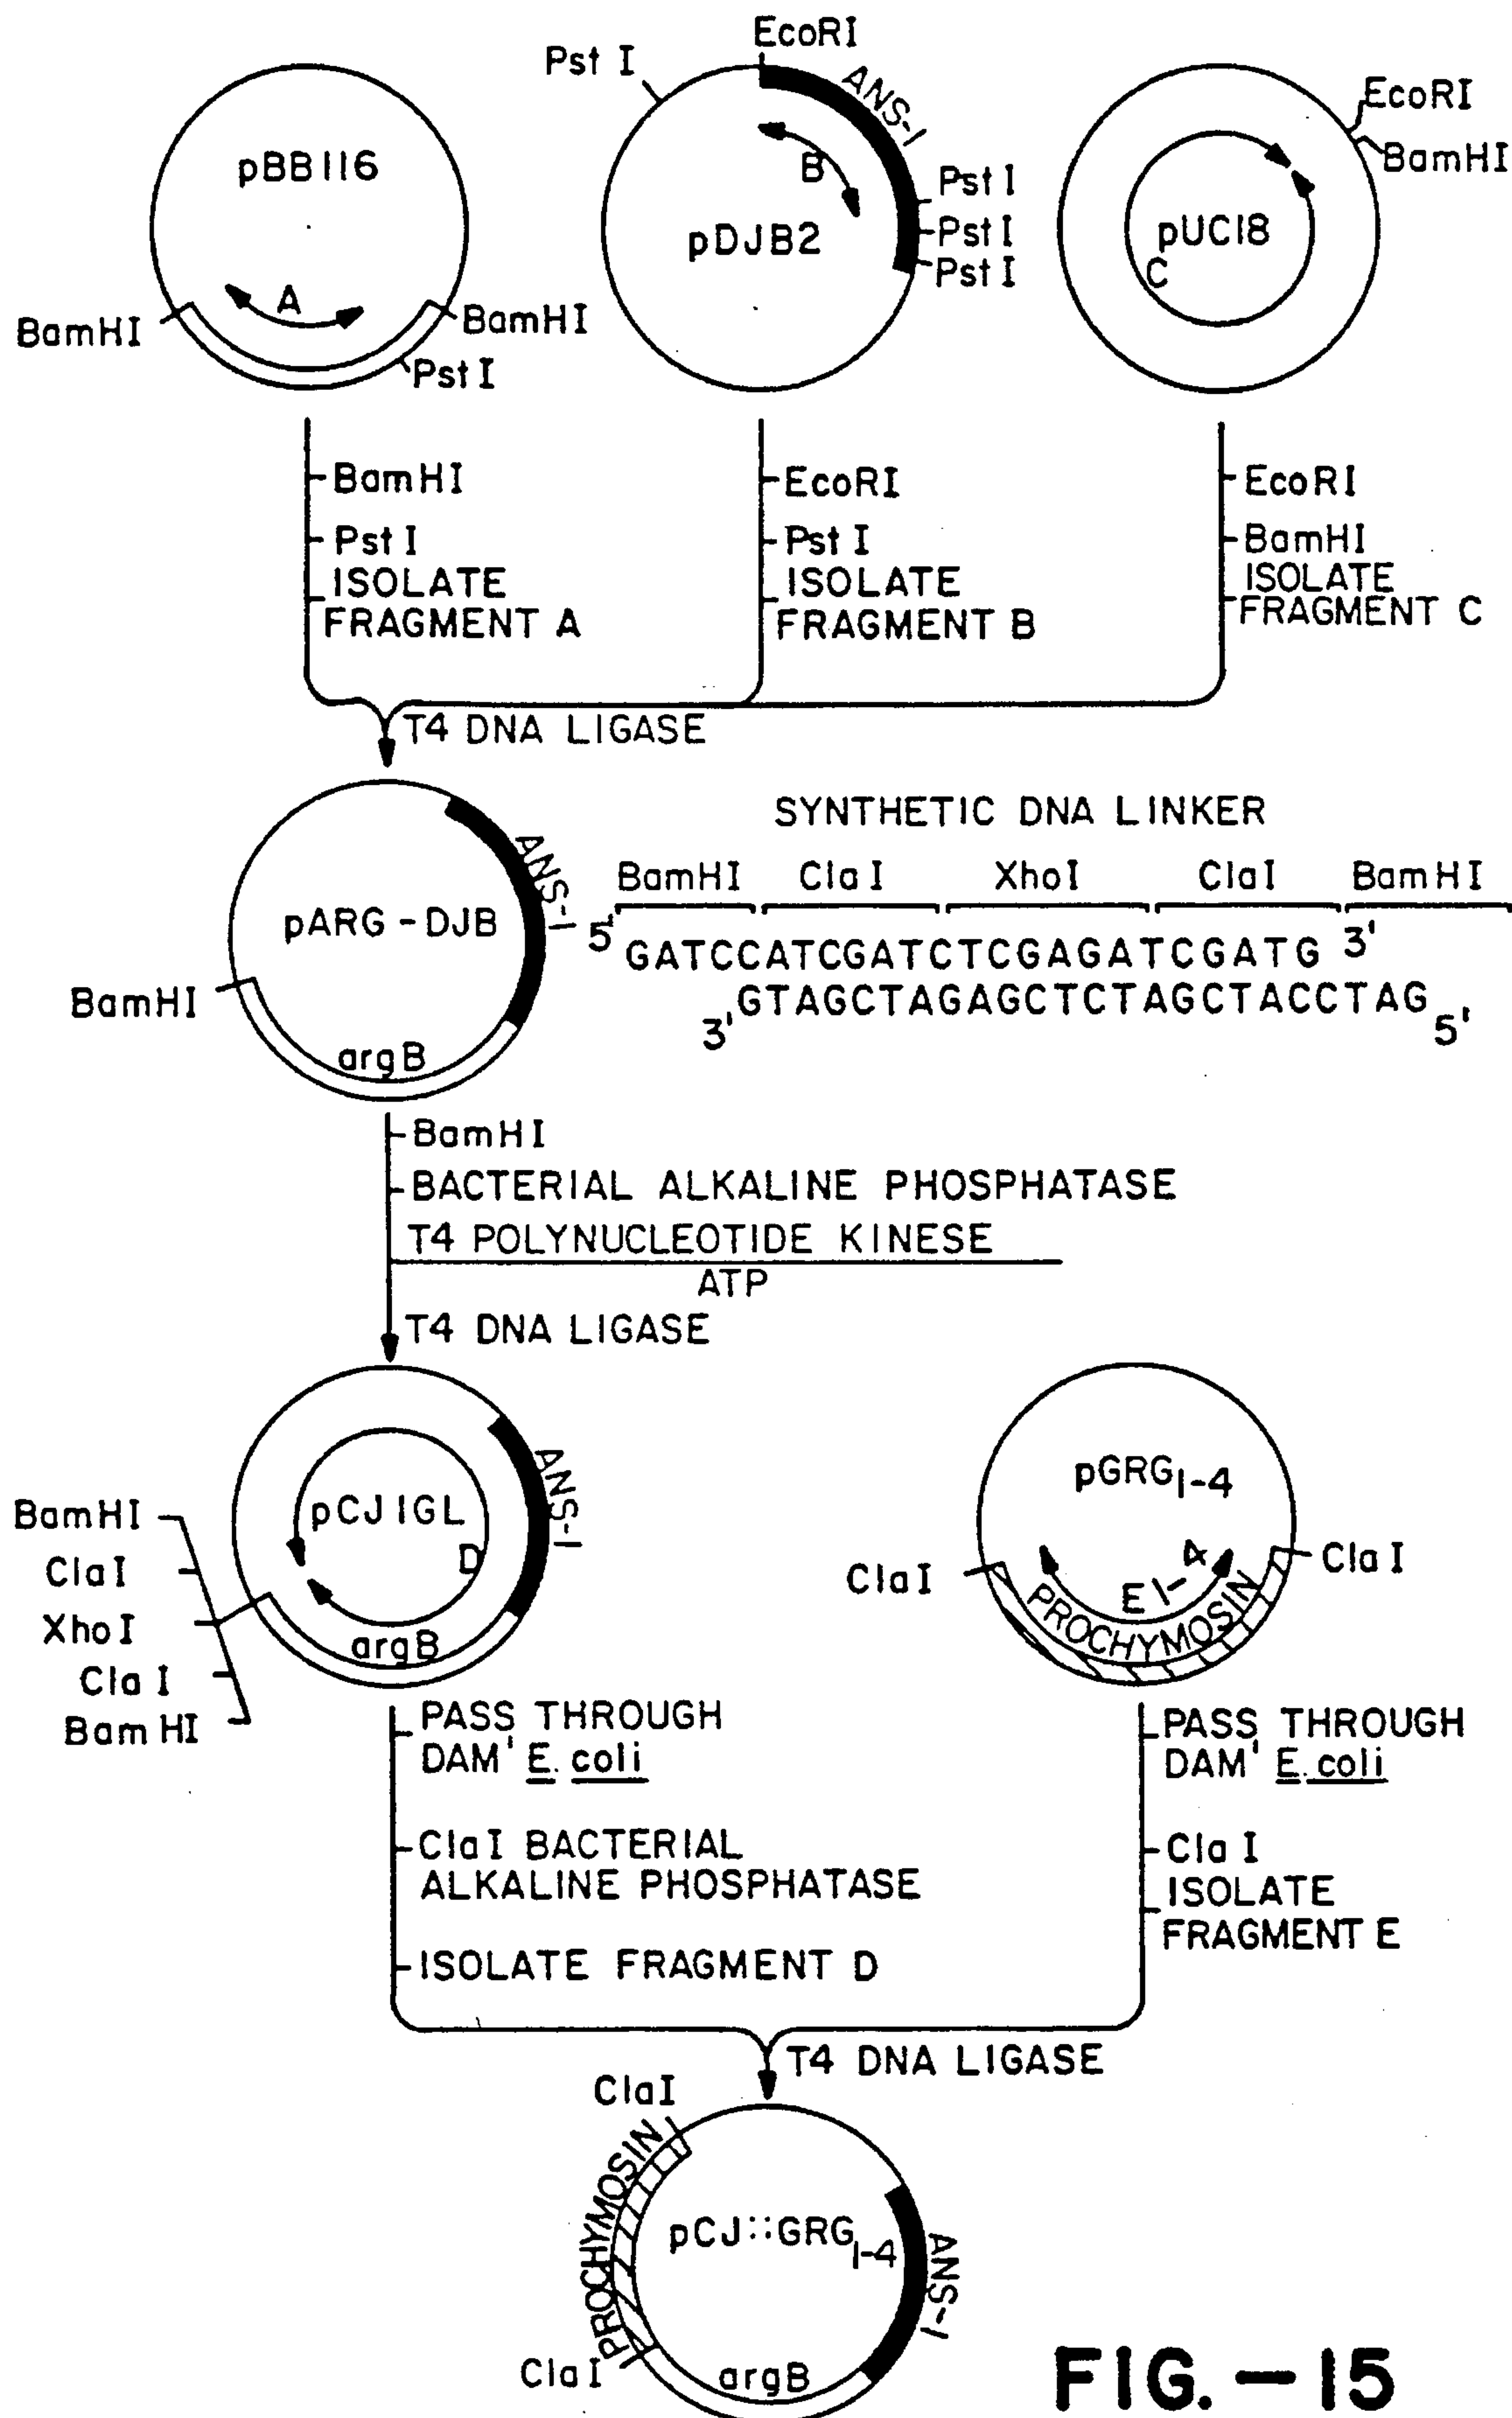 EcoRI
Pst I
ANS-1
EcoRI
BamHI
pBB116
B
Pst I
Pst I
Pst I
pDJB2
pUC18
C
A
BamHI
BamHI
Pst I
BamHI
Pst I
ISOLATE
FRAGMENT A
EcoRI
Pst I
ISOLATE
FRAGMENT B
EcoRI
BamHI
ISOLATE
FRAGMENT C
T4 DNA LIGASE
pARG-DJB
ANS-1
BamHI
argB
SYNTHETIC DNA LINKER
BamHI ClaI XhoI ClaI BamHI
5' GATCCATCGATCTCGAGATCGATG 3'
3' GTAGCTAGAGCTCTAGCTACCTAG 5'
BamHI
BACTERIAL ALKALINE PHOSPHATASE
T4 POLYNUCLEOTIDE KINESE
ATP
T4 DNA LIGASE
pCJ1GL
D
ANS-1
argB
BamHI
ClaI
XhoI
ClaI
BamHI
pGRG1-4
ClaI
ClaI
E1-4
PROCHYMOSIN
PASS THROUGH
DAM' E. coli
ClaI BACTERIAL
ALKALINE PHOSPHATASE
ISOLATE FRAGMENT D
PASS THROUGH
DAM' E. coli
ClaI
ISOLATE
FRAGMENT E
T4 DNA LIGASE
ClaI
PROCHYMOSIN
pCJ::GRG1-4
ANS-1
ClaI
argB
FIG.-15